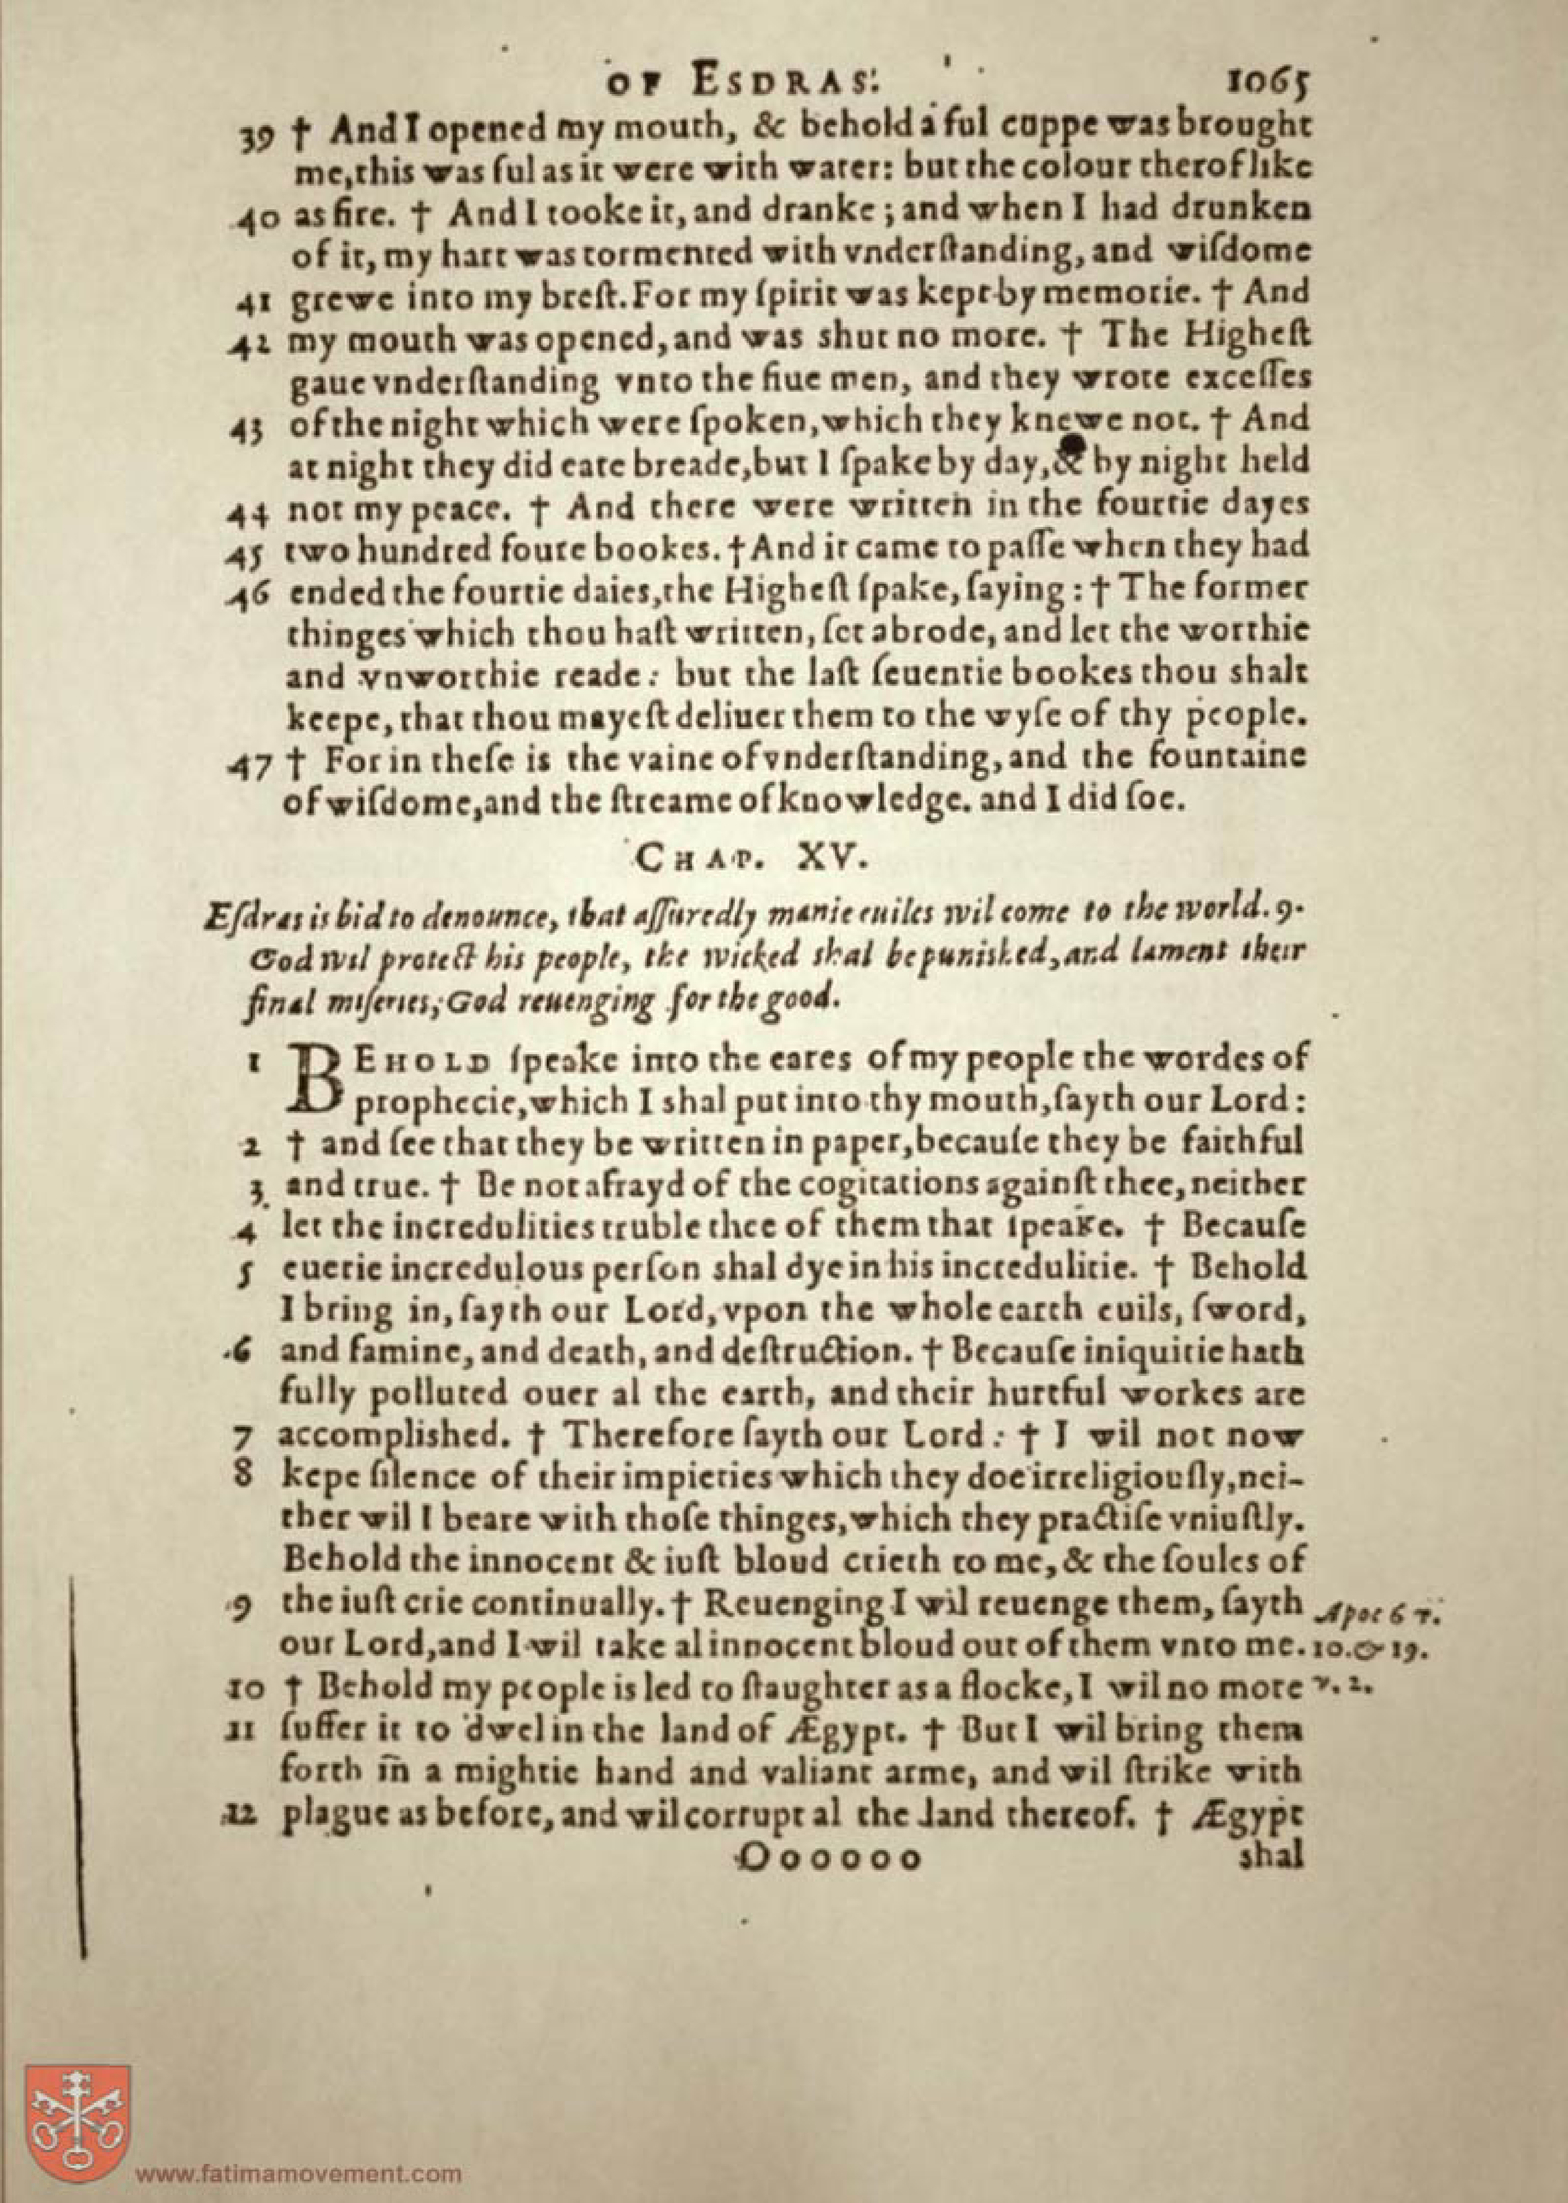 OF ESDRAS. 1065
39 † And I opened my mouth, & behold a ful cuppe was brought
me, this was ful as it were with water: but the colour therof like
40 as fire. † And I tooke it, and dranke; and when I had drunken
of it, my hart was tormented with vnderſtanding, and wiſdome
41 grewe into my breſt. For my ſpirit was kept by memorie. † And
42 my mouth was opened, and was shut no more. † The Higheſt
gaue vnderſtanding vnto the fiue men, and they wrote exceſſes
43 of the night which were ſpoken, which they knewe not. † And
at night they did eate breade, but I ſpake by day, & by night held
44 not my peace. † And there were written in the fourtie dayes
45 two hundred foure bookes. † And it came to paſſe when they had
46 ended the fourtie daies, the Higheſt ſpake, ſaying: † The former
thinges which thou haſt written, ſet abrode, and let the worthie
and vnworthie reade: but the laſt ſeuentie bookes thou shalt
keepe, that thou mayeſt deliuer them to the wyſe of thy people.
47 † For in theſe is the vaine of vnderſtanding, and the fountaine
of wiſdome, and the ſtreame of knowledge. and I did ſoe.
CHAP. XV.
Eſdras is bid to denounce, that aſſuredly manie euiles wil come to the world. 9.
God wil protect his people, the wicked shal be punished, and lament their
final miſeries; God reuenging for the good.
1 BEHOLD ſpeake into the eares of my people the wordes of
prophecie, which I shal put into thy mouth, ſayth our Lord:
2 † and ſee that they be written in paper, becauſe they be faithful
3 and true. † Be not afrayd of the cogitations againſt thee, neither
4 let the incredulities truble thee of them that ſpeake. † Becauſe
5 euerie incredulous perſon shal dye in his incredulitie. † Behold
I bring in, ſayth our Lord, vpon the whole earth euils, ſword,
6 and famine, and death, and deſtruction. † Becauſe iniquitie hath
fully polluted ouer al the earth, and their hurtful workes are
7 accomplished. † Therefore ſayth our Lord: † I wil not now
8 kepe ſilence of their impieties which they doe irreligiouſly, nei-
ther wil I beare with thoſe thinges, which they practiſe vniuſtly.
Behold the innocent & iuſt bloud crieth to me, & the ſoules of
9 the iuſt crie continually. † Reuenging I wil reuenge them, ſayth Apoc 6 v.
our Lord, and I wil take al innocent bloud out of them vnto me. 10. & 19.
10 † Behold my people is led to ſlaughter as a flocke, I wil no more v. 2.
11 ſuffer it to dwel in the land of Ægypt. † But I wil bring them
forth in a mightie hand and valiant arme, and wil ſtrike with
12 plague as before, and wil corrupt al the land thereof. † Ægypt
Oooooo shal
www.fatimamovement.com